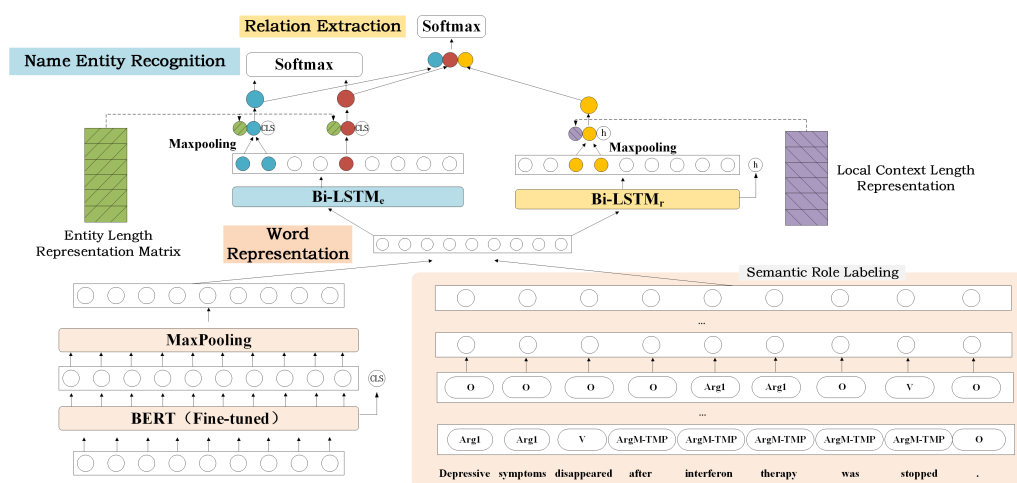 Relation Extraction
Softmax
Name Entity Recognition
Softmax
CLS
CLS
h
Maxpooling
Maxpooling
h
Bi-LSTMe
Bi-LSTMr
Local Context Length
Representation
Entity Length
Representation Matrix
Word
Representation
Semantic Role Labeling
...
MaxPooling
CLS
O O O O Arg1 Arg1 O V O
...
BERT（Fine-tuned）
Arg1 Arg1 V ArgM-TMP ArgM-TMP ArgM-TMP ArgM-TMP ArgM-TMP O
Depressive symptoms disappeared after interferon therapy was stopped .